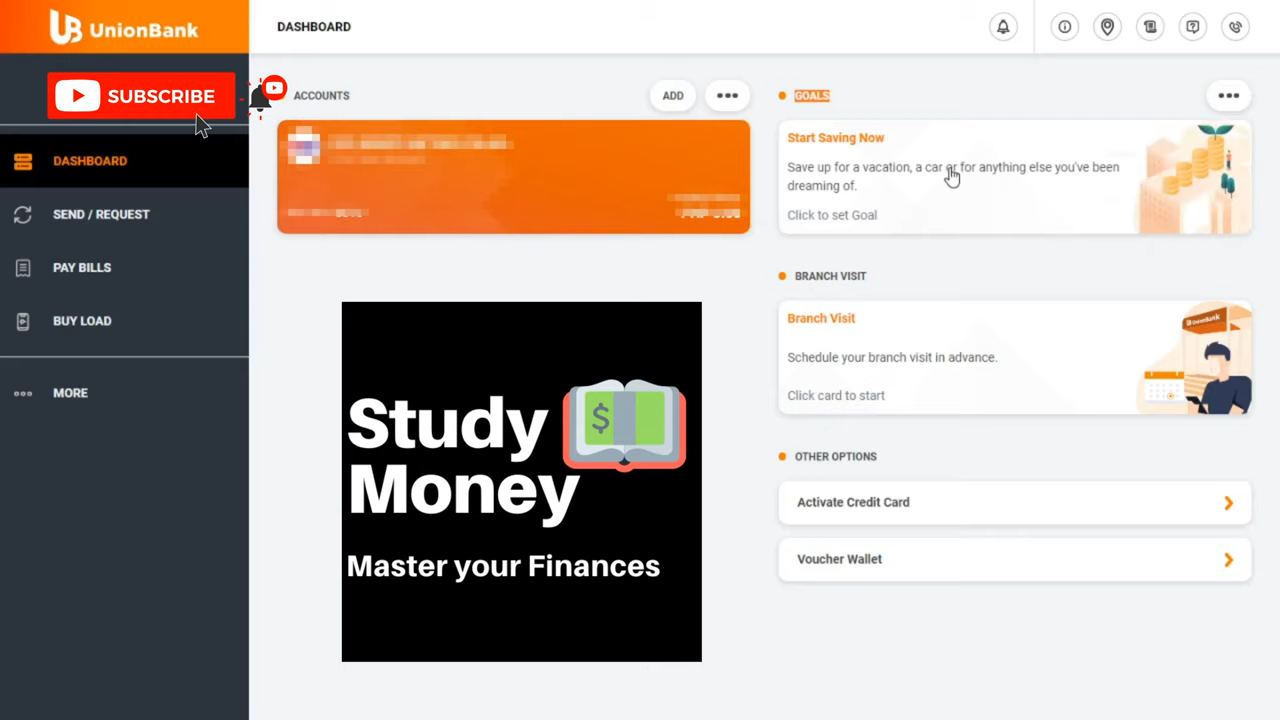 UnionBank
DASHBOARD
SUBSCRIBE
ACCOUNTS
ADD
GOALS
Start Saving Now
Save up for a vacation, a car or for anything else you've been
dreaming of.
Click to set Goal
DASHBOARD
SEND / REQUEST
PAY BILLS
BUY LOAD
MORE
BRANCH VISIT
Branch Visit
Schedule your branch visit in advance.
Click card to start
UnionBank
Study
Money
$
Master your Finances
OTHER OPTIONS
Activate Credit Card
Voucher Wallet